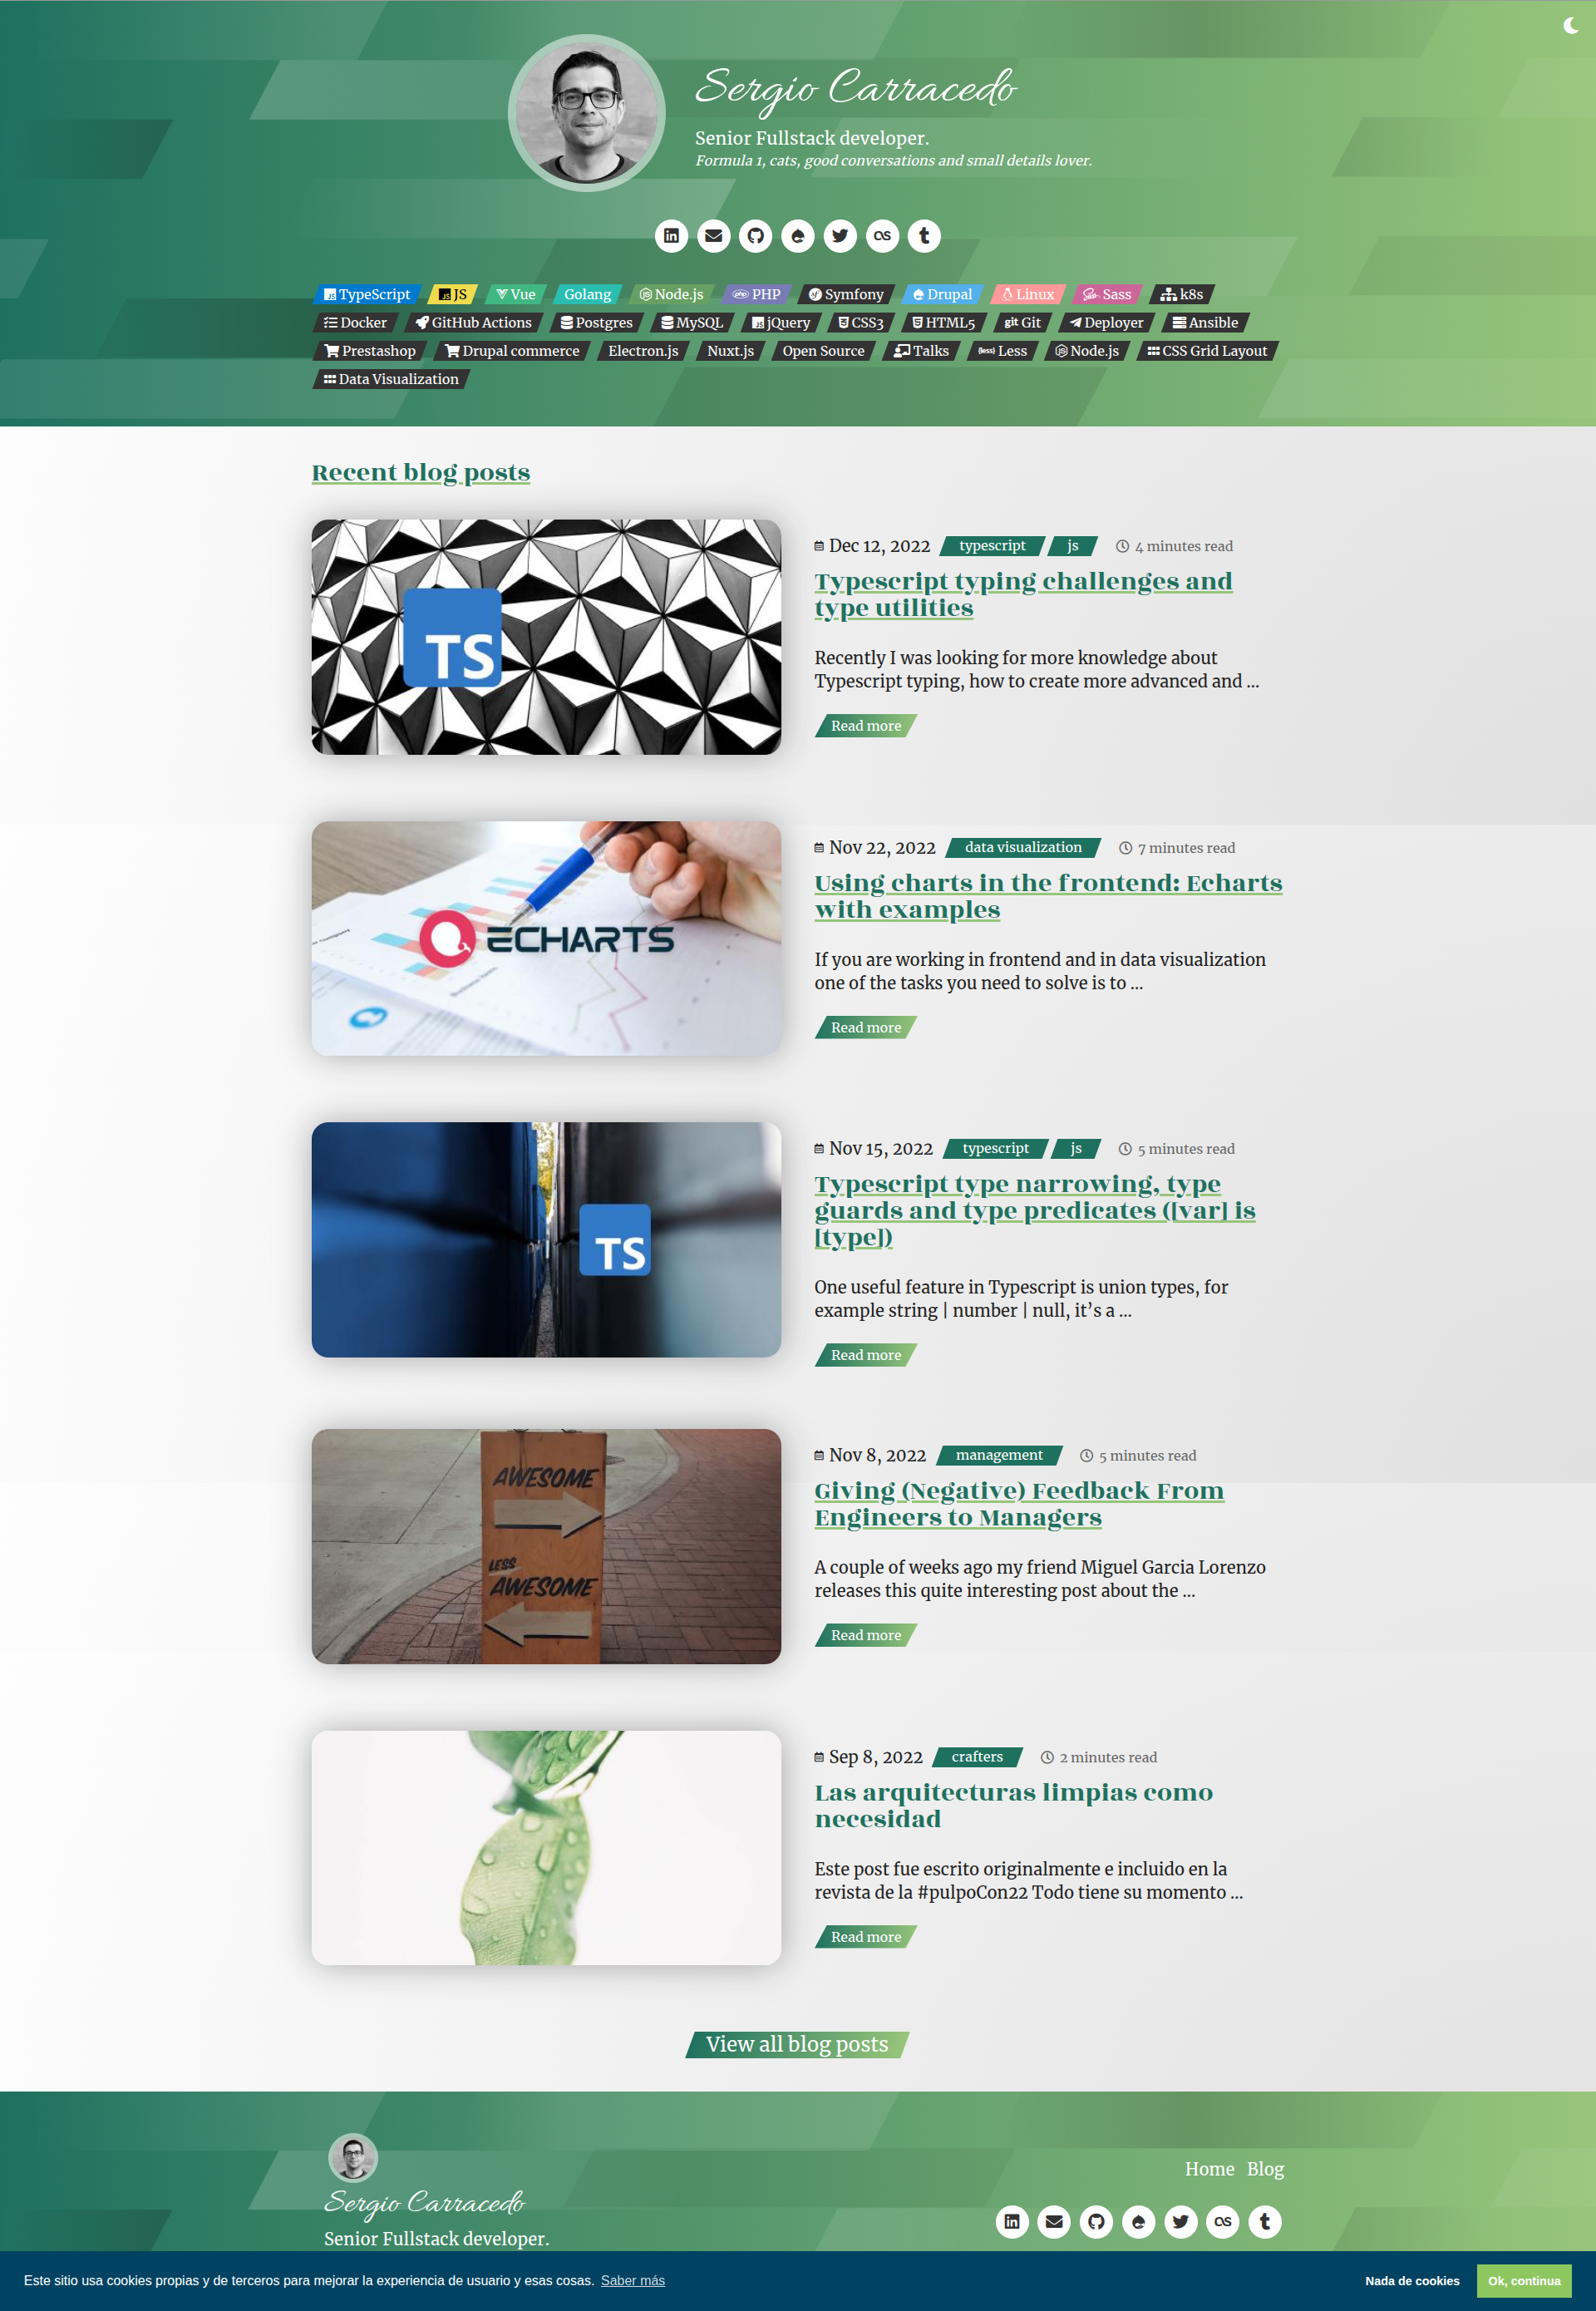 Sergio Carracedo
Senior Fullstack developer.
Formula 1, cats, good conversations and small details lover.
TypeScript JS Vue Golang Node.js PHP Symfony Drupal Linux Sass k8s
Docker GitHub Actions Postgres MySQL jQuery CSS3 HTML5 git Git Deployer Ansible
Prestashop Drupal commerce Electron.js Nuxt.js Open Source Talks {less} Less Node.js CSS Grid Layout
Data Visualization
Recent blog posts
TS
Dec 12, 2022 typescript js 4 minutes read
Typescript typing challenges and
type utilities
Recently I was looking for more knowledge about
Typescript typing, how to create more advanced and ...
Read more
ECHARTS
Nov 22, 2022 data visualization 7 minutes read
Using charts in the frontend: Echarts
with examples
If you are working in frontend and in data visualization
one of the tasks you need to solve is to ...
Read more
TS
Nov 15, 2022 typescript js 5 minutes read
Typescript type narrowing, type
guards and type predicates ([var] is
[type])
One useful feature in Typescript is union types, for
example string | number | null, it’s a ...
Read more
AWESOME
LESS
AWESOME
Nov 8, 2022 management 5 minutes read
Giving (Negative) Feedback From
Engineers to Managers
A couple of weeks ago my friend Miguel Garcia Lorenzo
releases this quite interesting post about the ...
Read more
Sep 8, 2022 crafters 2 minutes read
Las arquitecturas limpias como
necesidad
Este post fue escrito originalmente e incluido en la
revista de la #pulpoCon22 Todo tiene su momento ...
Read more
View all blog posts
Home Blog
Sergio Carracedo
Senior Fullstack developer.
Este sitio usa cookies propias y de terceros para mejorar la experiencia de usuario y esas cosas. Saber más
Nada de cookies
Ok, continua